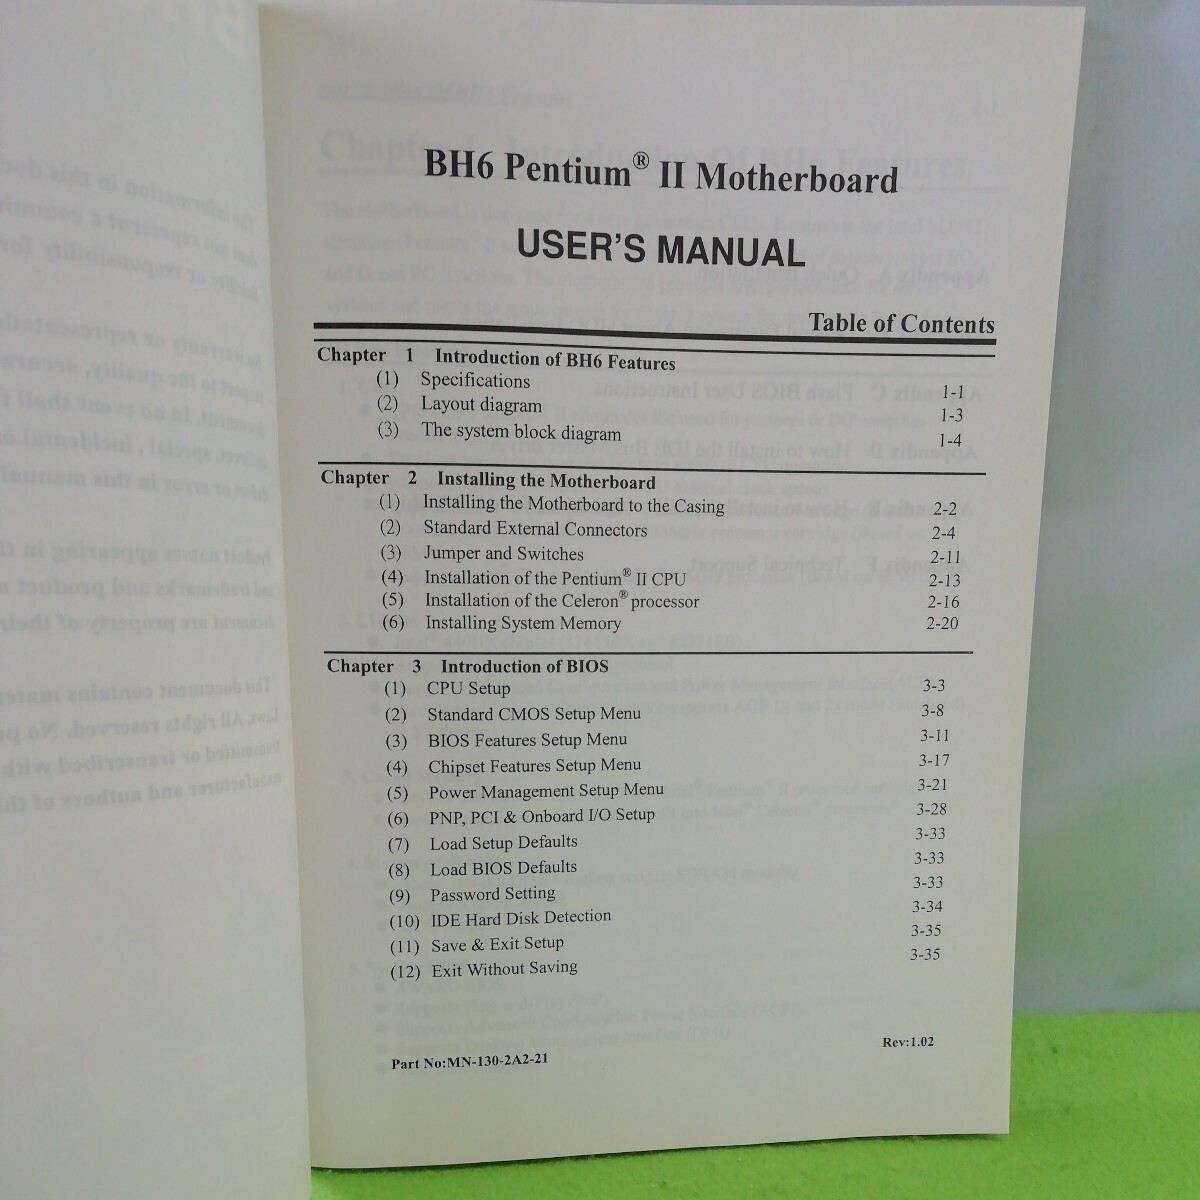 BH6 Pentium® II Motherboard
USER'S MANUAL
Table of Contents
Chapter 1 Introduction of BH6 Features
(1) Specifications 1-1
(2) Layout diagram 1-3
(3) The system block diagram 1-4
Chapter 2 Installing the Motherboard
(1) Installing the Motherboard to the Casing 2-2
(2) Standard External Connectors 2-4
(3) Jumper and Switches 2-11
(4) Installation of the Pentium® II CPU 2-13
(5) Installation of the Celeron® processor 2-16
(6) Installing System Memory 2-20
Chapter 3 Introduction of BIOS
(1) CPU Setup 3-3
(2) Standard CMOS Setup Menu 3-8
(3) BIOS Features Setup Menu 3-11
(4) Chipset Features Setup Menu 3-17
(5) Power Management Setup Menu 3-21
(6) PNP, PCI & Onboard I/O Setup 3-28
(7) Load Setup Defaults 3-33
(8) Load BIOS Defaults 3-33
(9) Password Setting 3-33
(10) IDE Hard Disk Detection 3-34
(11) Save & Exit Setup 3-35
(12) Exit Without Saving 3-35
Part No:MN-130-2A2-21 Rev:1.02